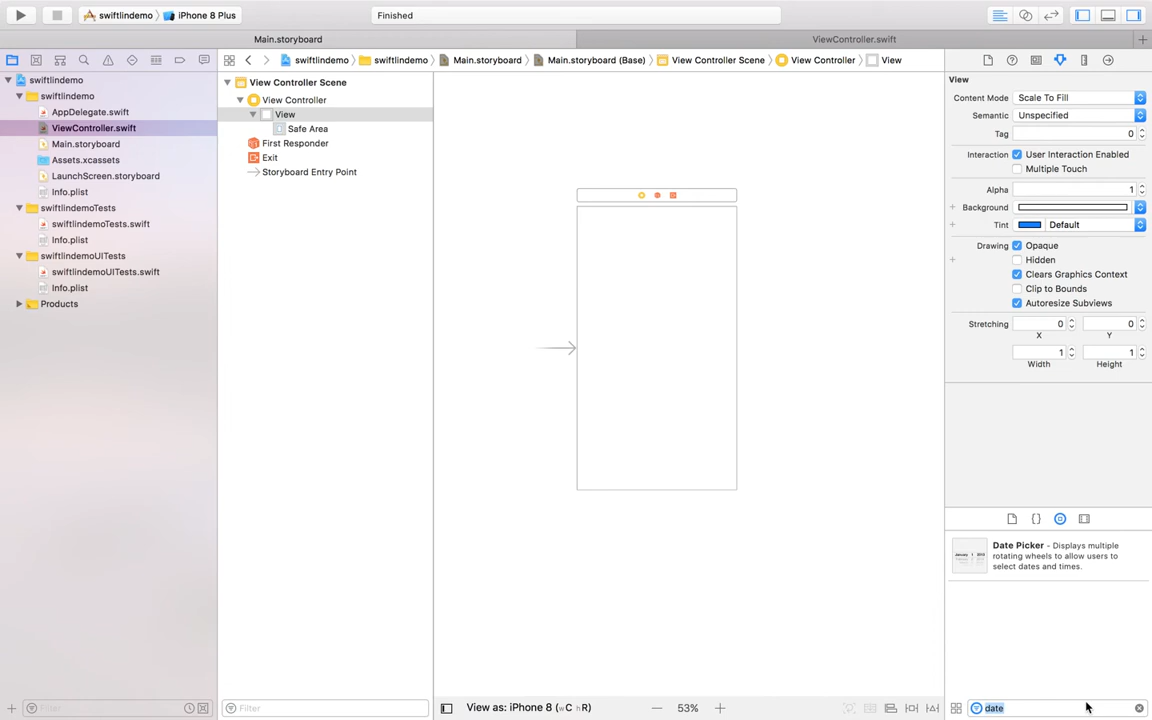 swiftlindemo
iPhone 8 Plus
Finished
Main.storyboard
ViewController.swift
swiftlindemo
swiftlindemo
AppDelegate.swift
ViewController.swift
Main.storyboard
Assets.xcassets
LaunchScreen.storyboard
Info.plist
swiftlindemoTests
swiftlindemoTests.swift
Info.plist
swiftlindemoUITests
swiftlindemoUITests.swift
Info.plist
Products
Filter
swiftlindemo
swiftlindemo
Main.storyboard
Main.storyboard (Base)
View Controller Scene
View Controller
View
View Controller Scene
View Controller
View
Safe Area
First Responder
Exit
Storyboard Entry Point
Filter
View as: iPhone 8 (wC hR)
53%
View
Content Mode Scale To Fill
Semantic Unspecified
Tag 0
Interaction User Interaction Enabled
Multiple Touch
Alpha 1
Background
Tint Default
Drawing Opaque
Hidden
Clears Graphics Context
Clip to Bounds
Autoresize Subviews
Stretching 0 0
X Y
1 1
Width Height
Date Picker - Displays multiple
rotating wheels to allow users to
select dates and times.
date